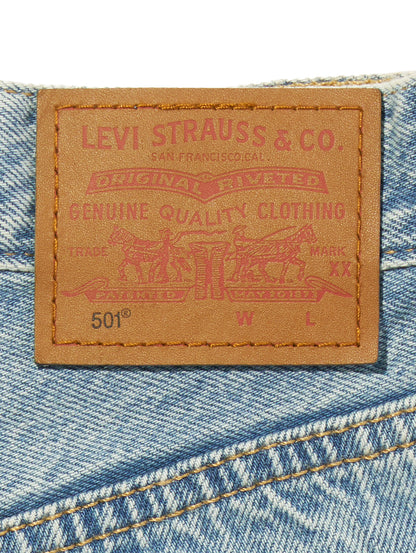 LEVI STRAUSS & CO.
SAN FRANCISCO, CAL.
ORIGINAL RIVETED
GENUINE QUALITY CLOTHING
TRADE MARK
XX
PATENTED MAY 20 1873
501® W L